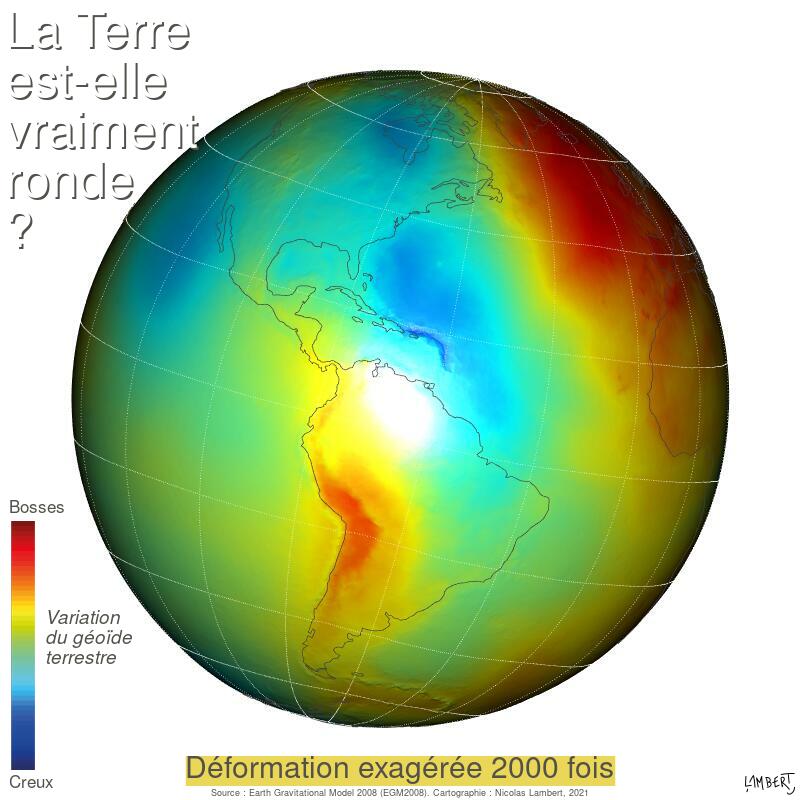 La Terre
est-elle
vraiment
ronde
?
Bosses
Variation
du géoïde
terrestre
Creux
Déformation exagérée 2000 fois
Source : Earth Gravitational Model 2008 (EGM2008). Cartographie : Nicolas Lambert, 2021
LAMBERT